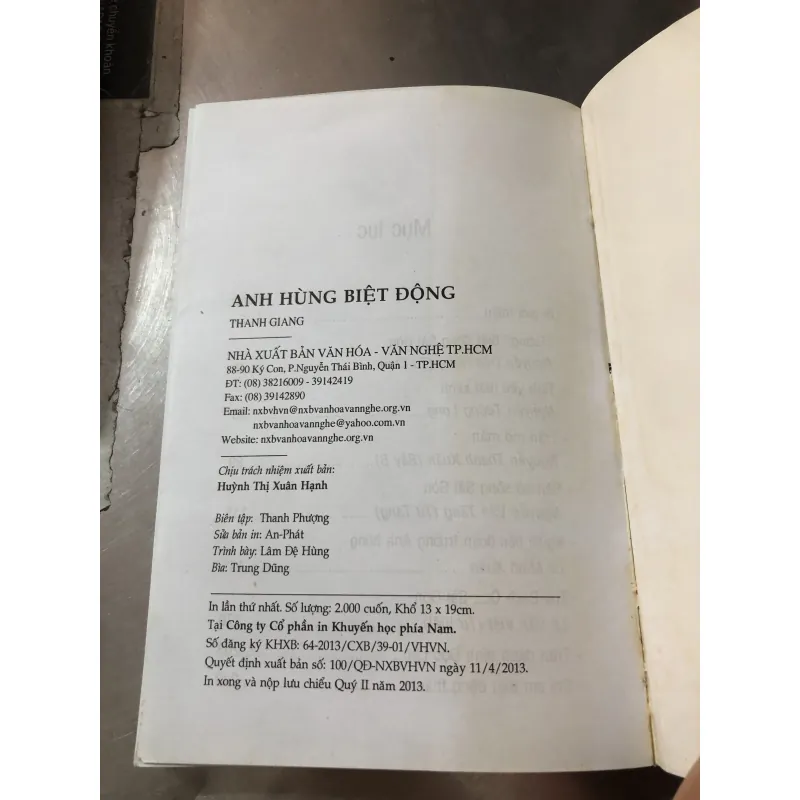 chuyển khoản
ANH HÙNG BIỆT ĐỘNG
THANH GIANG
NHÀ XUẤT BẢN VĂN HÓA - VĂN NGHỆ TP.HCM
88-90 Ký Con, P.Nguyễn Thái Bình, Quận 1 - TP.HCM
ĐT: (08) 38216009 - 39142419
Fax: (08) 39142890
Email: nxbvhvn@nxbvanhoavannghe.org.vn
nxbvanhoavannghe@yahoo.com.vn
Website: nxbvanhoavannghe.org.vn
Chịu trách nhiệm xuất bản:
Huỳnh Thị Xuân Hạnh
Biên tập: Thanh Phượng
Sửa bản in: An-Phát
Trình bày: Lâm Đệ Hùng
Bìa: Trung Dũng
In lần thứ nhất. Số lượng: 2.000 cuốn, Khổ 13 x 19cm.
Tại Công ty Cổ phần in Khuyến học phía Nam.
Số đăng ký KHXB: 64-2013/CXB/39-01/VHVN.
Quyết định xuất bản số: 100/QĐ-NXBVHVN ngày 11/4/2013.
In xong và nộp lưu chiểu Quý II năm 2013.
Mục lục